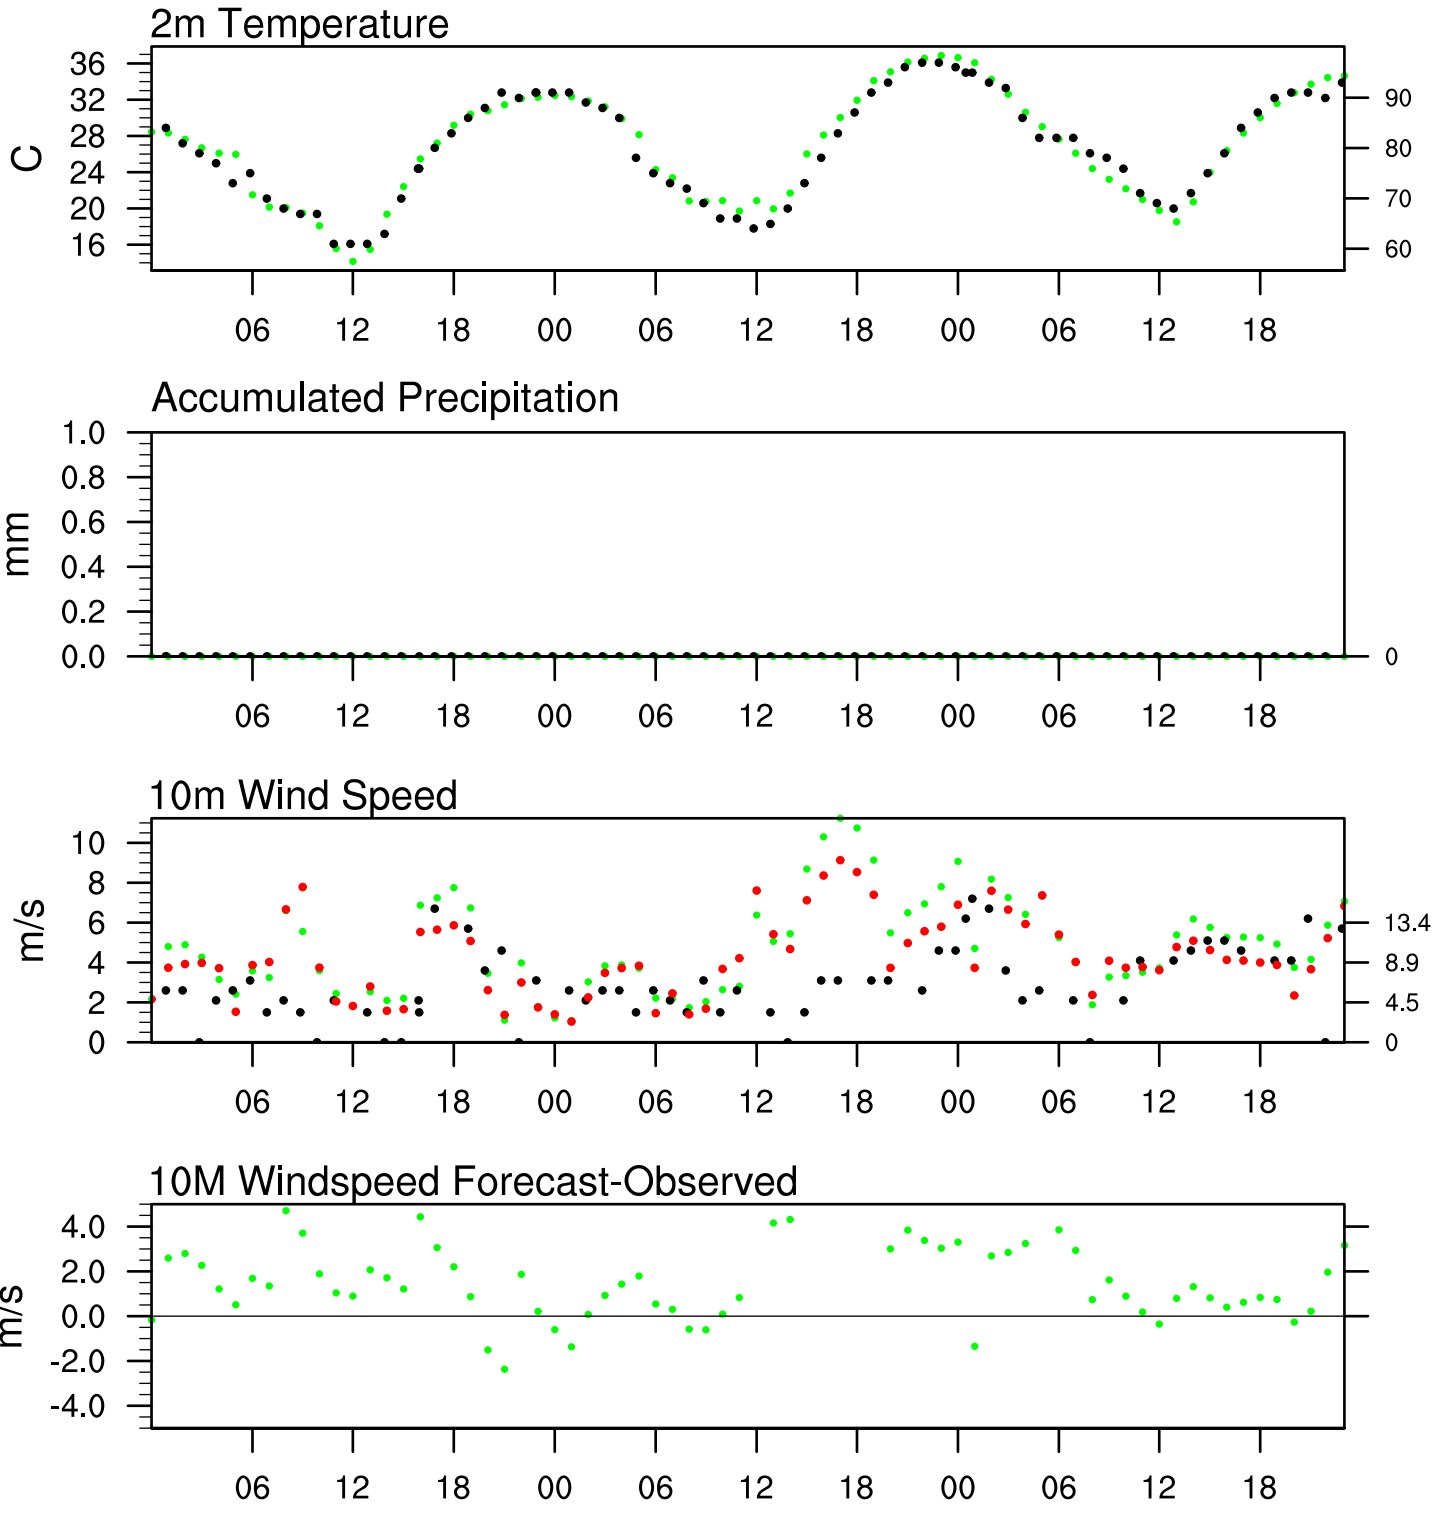 2m Temperature
36
32
28
24
20
16
C
90
80
70
60
06 12 18 00 06 12 18 00 06 12 18
Accumulated Precipitation
1.0
0.8
0.6
0.4
0.2
0.0
mm
0
06 12 18 00 06 12 18 00 06 12 18
10m Wind Speed
10
8
6
4
2
0
m/s
13.4
8.9
4.5
0
06 12 18 00 06 12 18 00 06 12 18
10M Windspeed Forecast-Observed
4.0
2.0
0.0
-2.0
-4.0
m/s
06 12 18 00 06 12 18 00 06 12 18